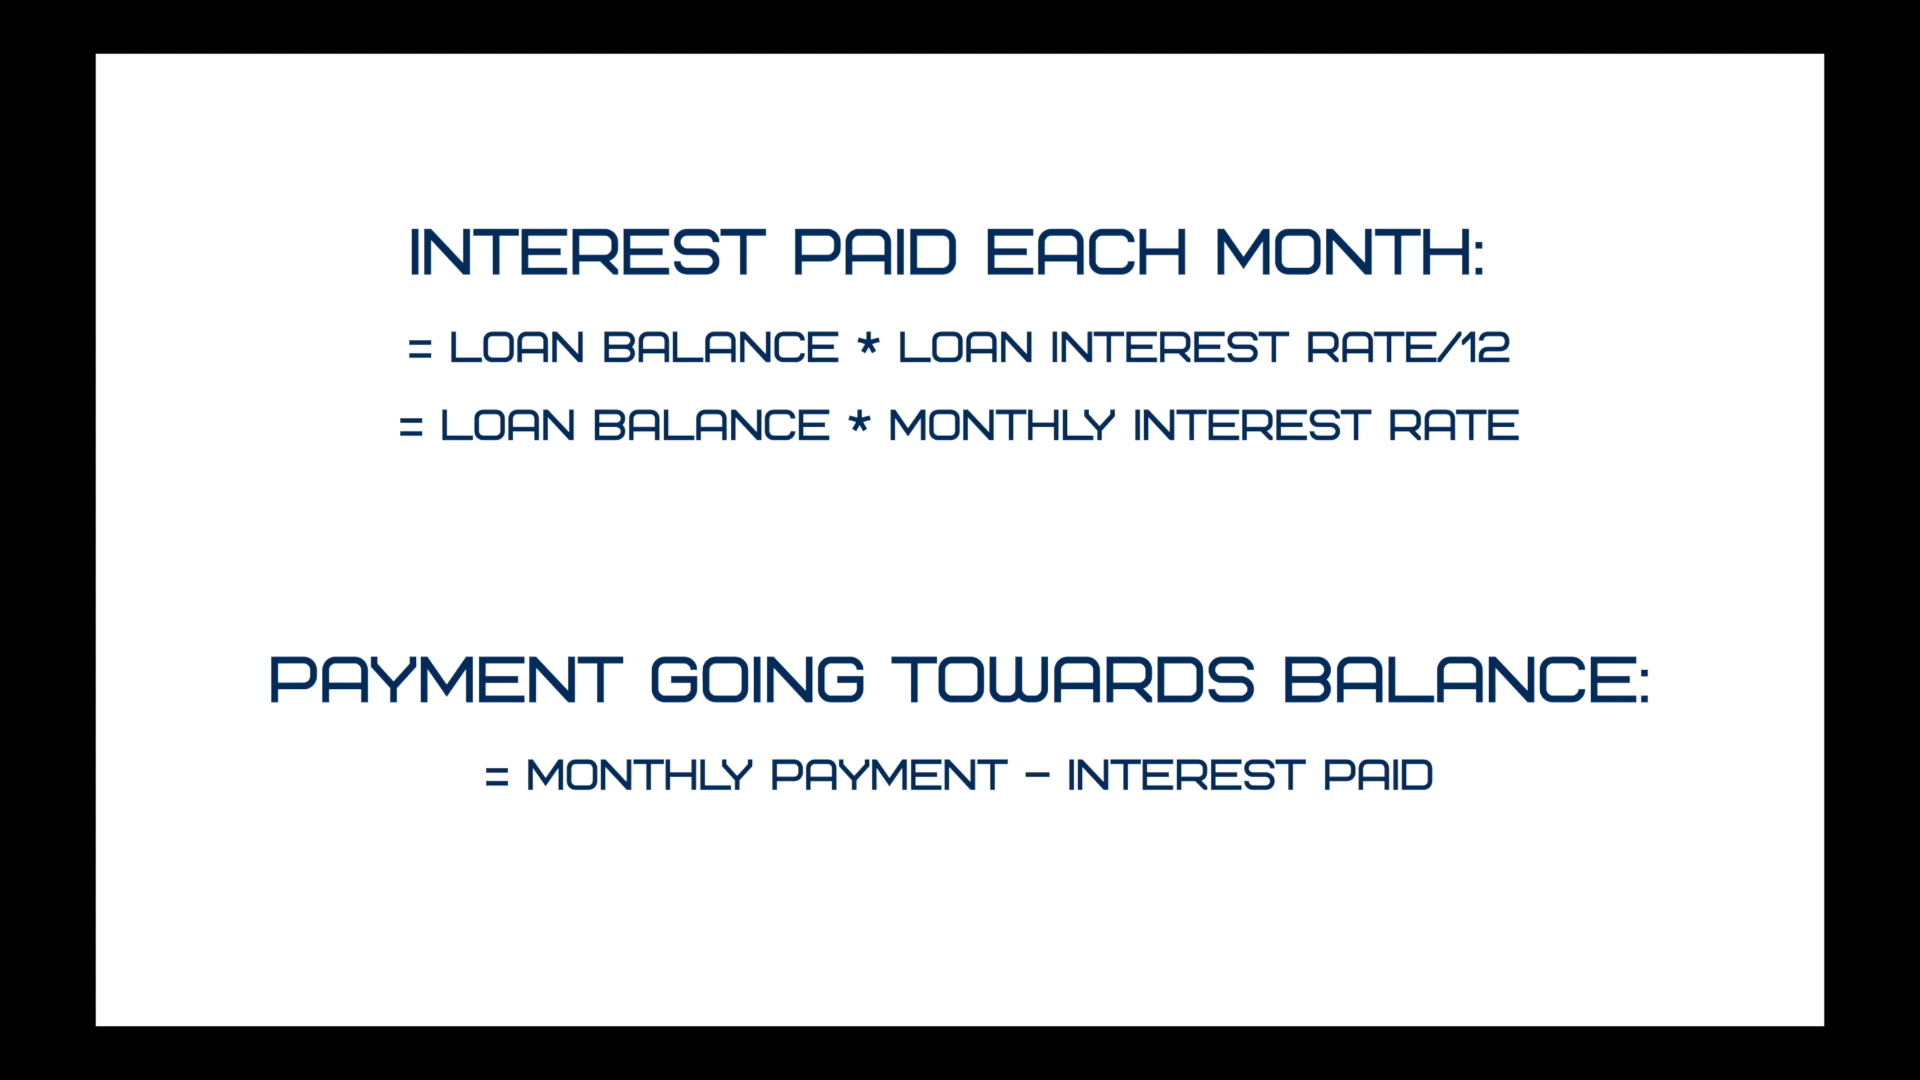 INTEREST PAID EACH MONTH:
= LOAN BALANCE * LOAN INTEREST RATE/12
= LOAN BALANCE * MONTHLY INTEREST RATE
PAYMENT GOING TOWARDS BALANCE:
= MONTHLY PAYMENT - INTEREST PAID